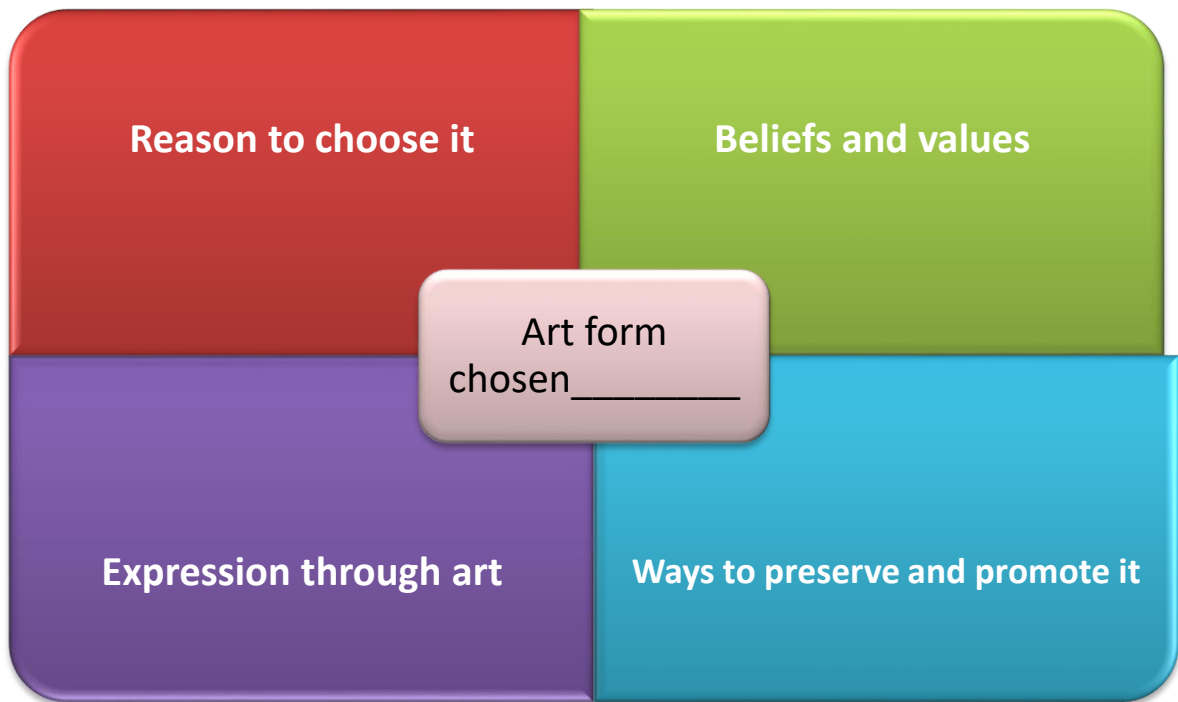 Reason to choose it
Beliefs and values
Art form
chosen________
Expression through art
Ways to preserve and promote it